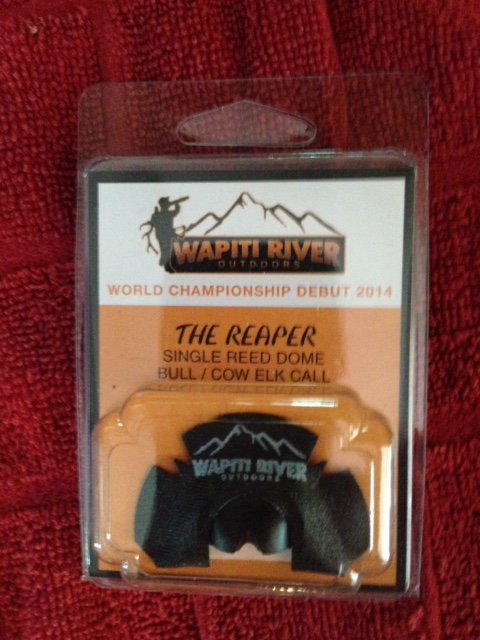 WAPITI RIVER
OUTDOORS
WORLD CHAMPIONSHIP DEBUT 2014
THE REAPER
SINGLE REED DOME
BULL / COW ELK CALL
WAPITI RIVER
OUTDOORS